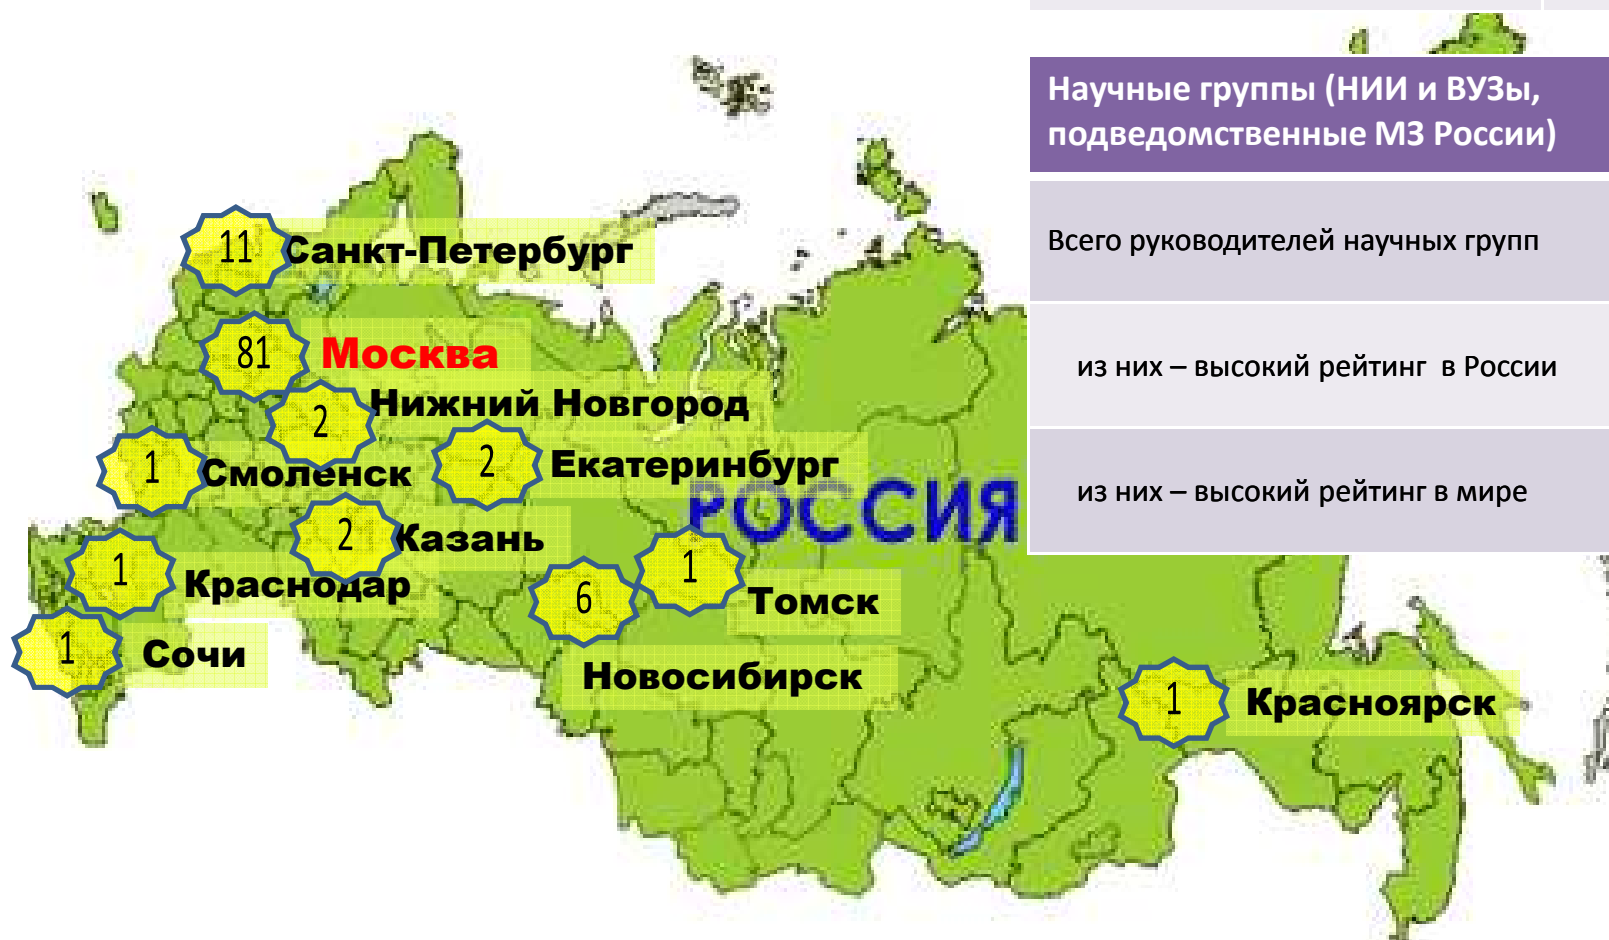 Научные группы (НИИ и ВУЗы,
подведомственные МЗ России)
Всего руководителей научных групп
из них – высокий рейтинг  в России
из них – высокий рейтинг в мире
11 Санкт-Петербург
81 Москва
2 Нижний Новгород
1 Смоленск
2 Екатеринбург
РОССИЯ
2 Казань
1 Краснодар
1 Томск
6 Новосибирск
1 Сочи
1 Красноярск